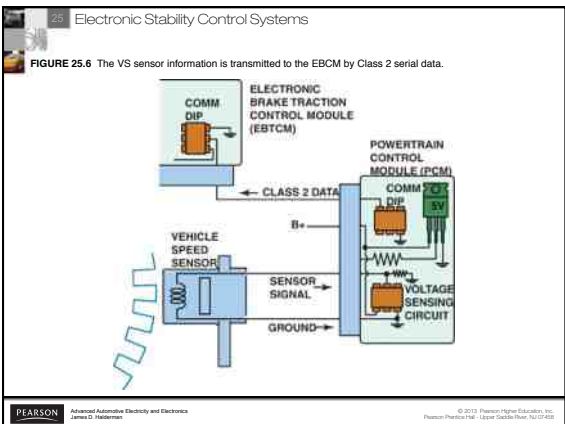 25 Electronic Stability Control Systems
FIGURE 25.6 The VS sensor information is transmitted to the EBCM by Class 2 serial data.
ELECTRONIC
BRAKE TRACTION
CONTROL MODULE
(EBTCM)
COMM
DIP
POWERTRAIN
CONTROL
MODULE (PCM)
CLASS 2 DATA
COMM
DIP
5V
B+
VEHICLE
SPEED
SENSOR
SENSOR
SIGNAL
VOLTAGE
SENSING
CIRCUIT
GROUND
PEARSON
Advanced Automotive Electricity and Electronics
James D. Halderman
© 2013 Pearson Higher Education, Inc.
Pearson Prentice Hall - Upper Saddle River, NJ 07458